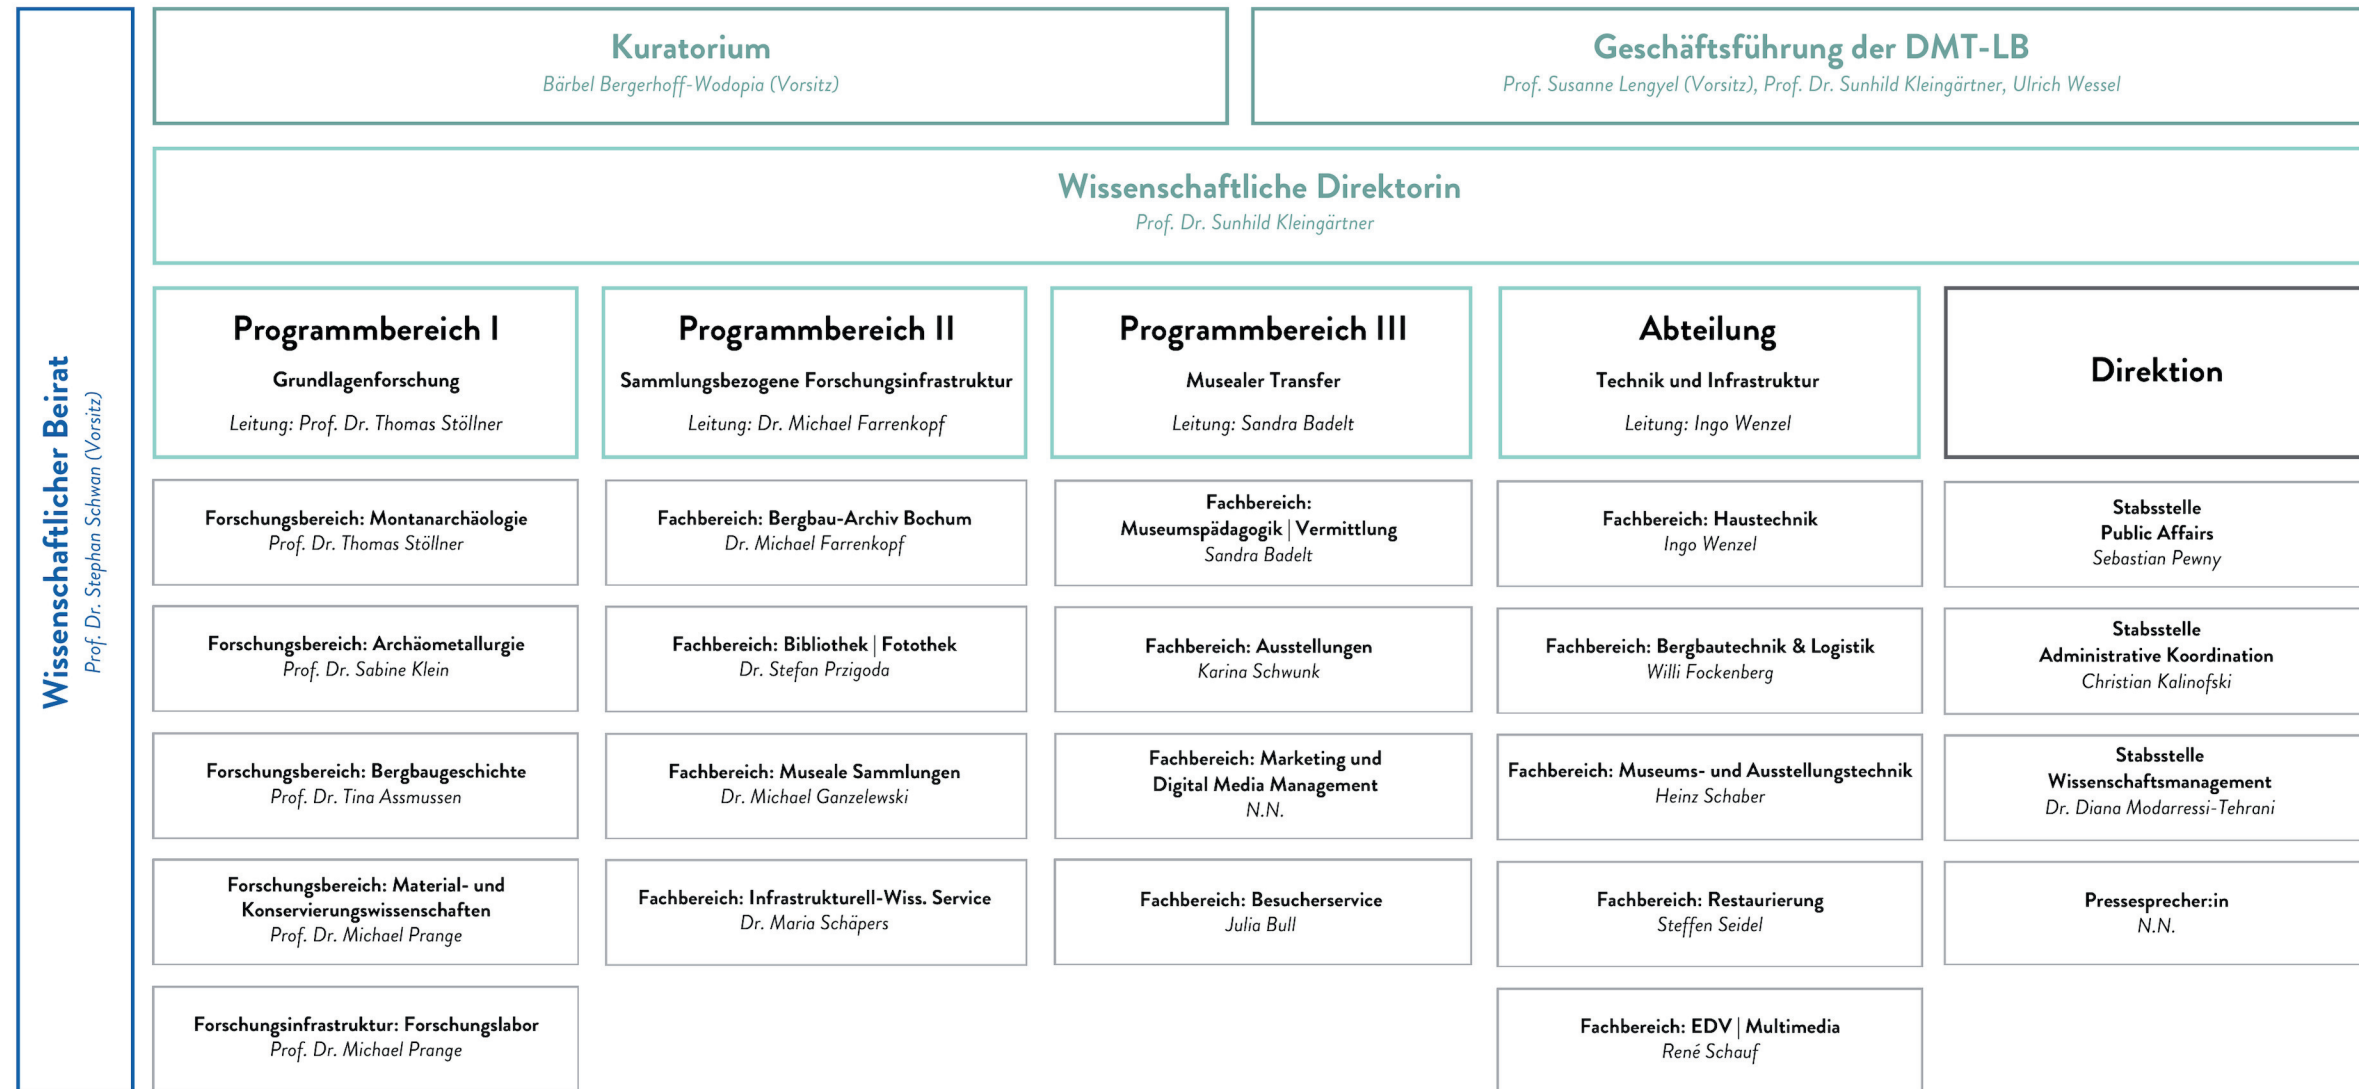 Wissenschaftlicher Beirat
Prof. Dr. Stephan Schwan (Vorsitz)
Kuratorium
Bärbel Bergerhoff-Wodopia (Vorsitz)
Geschäftsführung der DMT-LB
Prof. Susanne Lengyel (Vorsitz), Prof. Dr. Sunhild Kleingärtner, Ulrich Wessel
Wissenschaftliche Direktorin
Prof. Dr. Sunhild Kleingärtner
Programmbereich I
Grundlagenforschung
Leitung: Prof. Dr. Thomas Stöllner
Forschungsbereich: Montanarchäologie
Prof. Dr. Thomas Stöllner
Forschungsbereich: Archäometallurgie
Prof. Dr. Sabine Klein
Forschungsbereich: Bergbaugeschichte
Prof. Dr. Tina Assmussen
Forschungsbereich: Material- und
Konservierungswissenschaften
Prof. Dr. Michael Prange
Forschungsinfrastruktur: Forschungslabor
Prof. Dr. Michael Prange
Programmbereich II
Sammlungsbezogene Forschungsinfrastruktur
Leitung: Dr. Michael Farrenkopf
Fachbereich: Bergbau-Archiv Bochum
Dr. Michael Farrenkopf
Fachbereich: Bibliothek | Fotothek
Dr. Stefan Przigoda
Fachbereich: Museale Sammlungen
Dr. Michael Ganzelewski
Fachbereich: Infrastrukturell-Wiss. Service
Dr. Maria Schäpers
Programmbereich III
Musealer Transfer
Leitung: Sandra Badelt
Fachbereich:
Museumspädagogik | Vermittlung
Sandra Badelt
Fachbereich: Ausstellungen
Karina Schwunk
Fachbereich: Marketing und
Digital Media Management
N.N.
Fachbereich: Besucherservice
Julia Bull
Abteilung
Technik und Infrastruktur
Leitung: Ingo Wenzel
Fachbereich: Haustechnik
Ingo Wenzel
Fachbereich: Bergbautechnik & Logistik
Willi Fockenberg
Fachbereich: Museums- und Ausstellungstechnik
Heinz Schaber
Fachbereich: Restaurierung
Steffen Seidel
Fachbereich: EDV | Multimedia
René Schauf
Direktion
Stabsstelle
Public Affairs
Sebastian Pewny
Stabsstelle
Administrative Koordination
Christian Kalinofski
Stabsstelle
Wissenschaftsmanagement
Dr. Diana Modarressi-Tehrani
Pressesprecher:in
N.N.